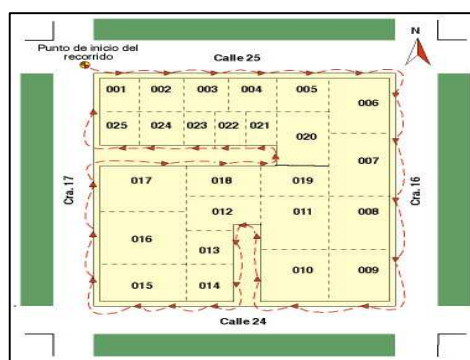 Punto de inicio del
recorrido
Calle 25
N
001 002 003 004 005
006
025 024 023 022 021
020
007
017 018 019
Cra. 17
012 011 008
Cra. 16
016
013
010 009
015 014
Calle 24